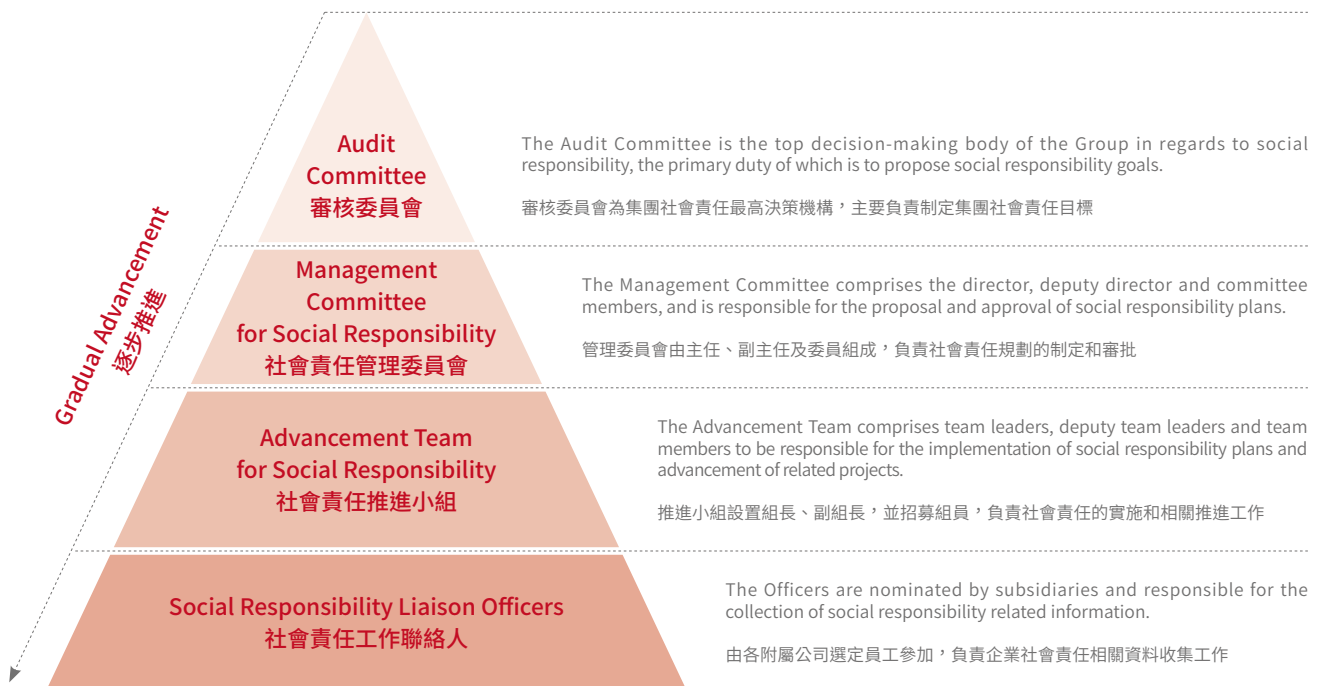 Gradual Advancement
逐步推進
Audit
Committee
審核委員會
The Audit Committee is the top decision-making body of the Group in regards to social
responsibility, the primary duty of which is to propose social responsibility goals.
審核委員會為集團社會責任最高決策機構，主要負責制定集團社會責任目標
Management
Committee
for Social Responsibility
社會責任管理委員會
The Management Committee comprises the director, deputy director and committee
members, and is responsible for the proposal and approval of social responsibility plans.
管理委員會由主任、副主任及委員組成，負責社會責任規劃的制定和審批
Advancement Team
for Social Responsibility
社會責任推進小組
The Advancement Team comprises team leaders, deputy team leaders and team
members to be responsible for the implementation of social responsibility plans and
advancement of related projects.
推進小組設置組長、副組長，並招募組員，負責社會責任的實施和相關推進工作
Social Responsibility Liaison Officers
社會責任工作聯絡人
The Officers are nominated by subsidiaries and responsible for the
collection of social responsibility related information.
由各附屬公司選定員工參加，負責企業社會責任相關資料收集工作